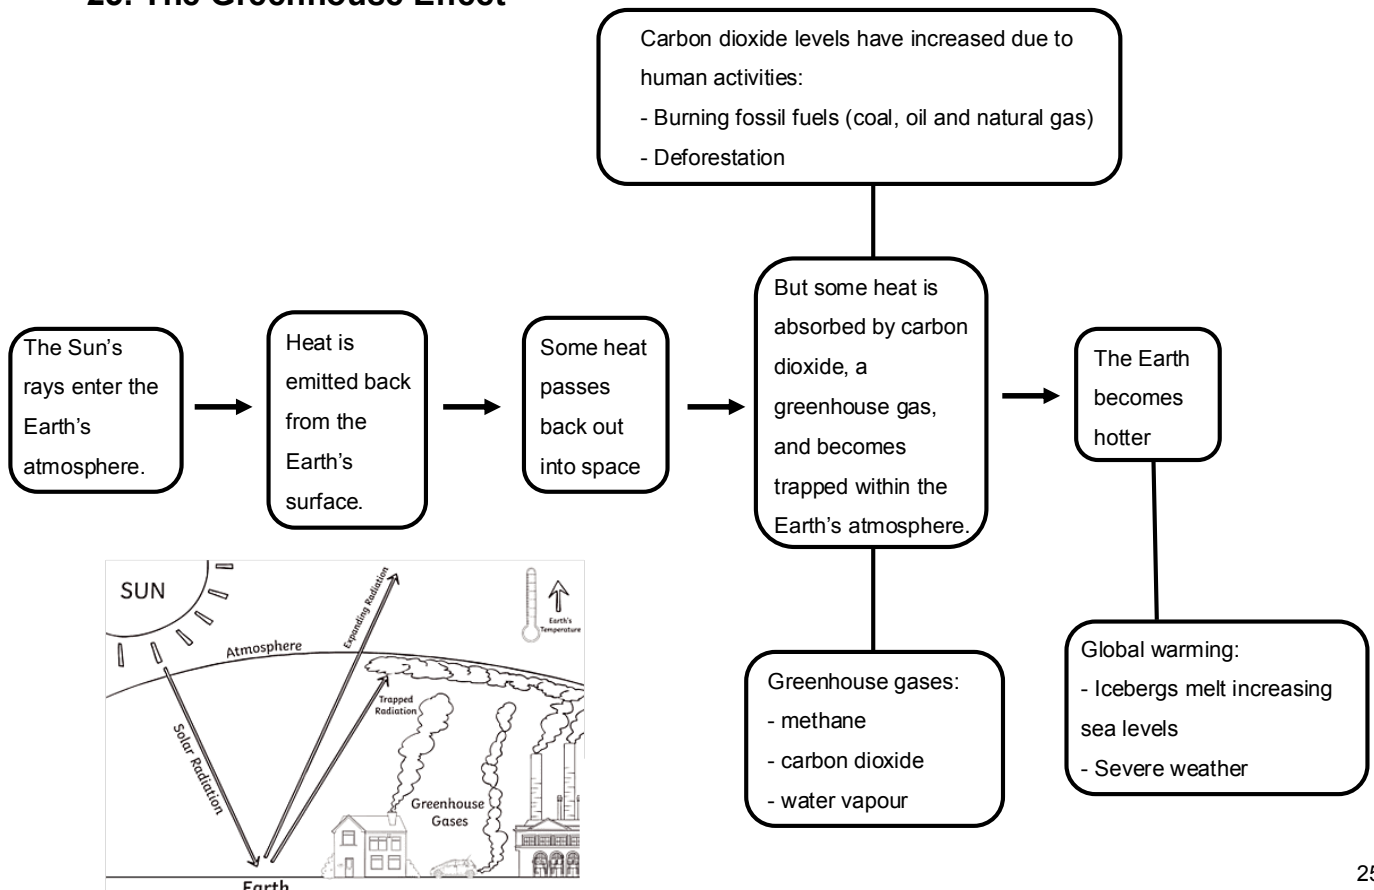 25. The Greenhouse Effect
Carbon dioxide levels have increased due to
human activities:
- Burning fossil fuels (coal, oil and natural gas)
- Deforestation
The Sun’s
rays enter the
Earth’s
atmosphere.
Heat is
emitted back
from the
Earth’s
surface.
Some heat
passes
back out
into space
But some heat is
absorbed by carbon
dioxide, a
greenhouse gas,
and becomes
trapped within the
Earth’s atmosphere.
The Earth
becomes
hotter
Greenhouse gases:
- methane
- carbon dioxide
- water vapour
Global warming:
- Icebergs melt increasing
sea levels
- Severe weather
SUN
Atmosphere
Solar Radiation
Expanding Radiation
Trapped
Radiation
Earth's
Temperature
Greenhouse
Gases
Earth
25